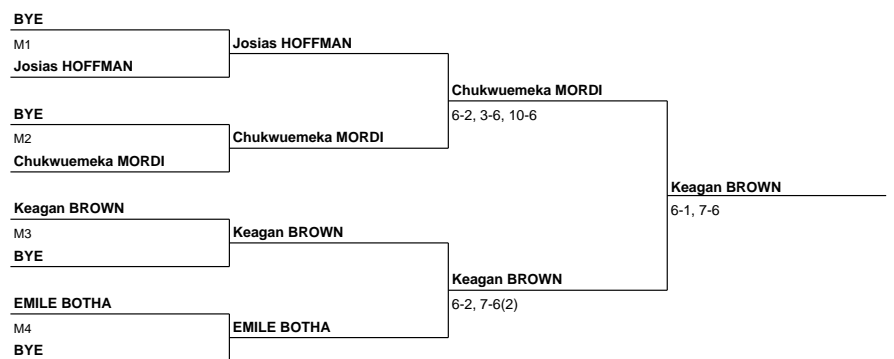 BYE
M1
Josias HOFFMAN
Josias HOFFMAN
BYE
M2
Chukwuemeka MORDI
Chukwuemeka MORDI
Chukwuemeka MORDI
6-2, 3-6, 10-6
Keagan BROWN
M3
BYE
Keagan BROWN
EMILE BOTHA
M4
BYE
EMILE BOTHA
Keagan BROWN
6-2, 7-6(2)
Keagan BROWN
6-1, 7-6